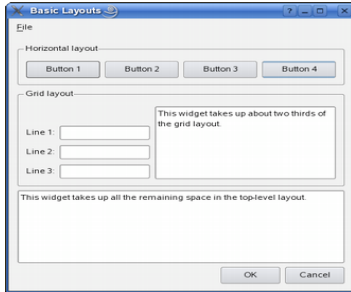 Basic Layouts
File
Horizontal layout
Button 1 Button 2 Button 3 Button 4
Grid layout
This widget takes up about two thirds of
the grid layout.
Line 1:
Line 2:
Line 3:
This widget takes up all the remaining space in the top-level layout.
OK Cancel